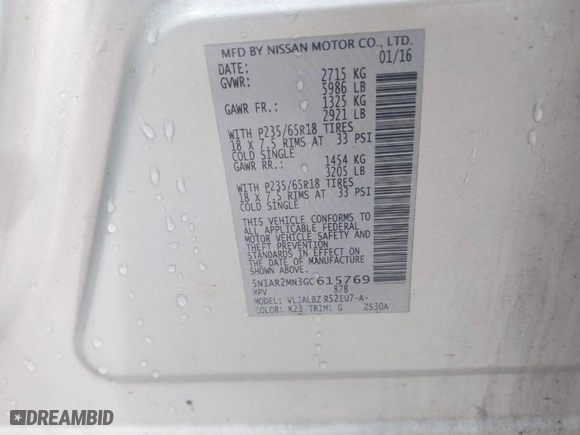 MFD BY NISSAN MOTOR CO., LTD.
DATE: 01/16
GVWR: 2715 KG
5986 LB
GAWR FR.: 1325 KG
2921 LB
WITH P235/65R18 TIRES
18 X 7.5 RIMS AT 33 PSI
COLD SINGLE
GAWR RR.: 1454 KG
3205 LB
WITH P235/65R18 TIRES
18 X 7.5 RIMS AT 33 PSI
COLD SINGLE
THIS VEHICLE CONFORMS TO
ALL APPLICABLE FEDERAL
MOTOR VEHICLE SAFETY AND
THEFT PREVENTION
STANDARDS IN EFFECT ON
THE DATE OF MANUFACTURE
SHOWN ABOVE.
5N1AR2MN3GC615769
MPV 878
MODEL: VLJALBZ R52EU7-A-
COLOR: K23 TRIM: G ZS30A
DREAMBID